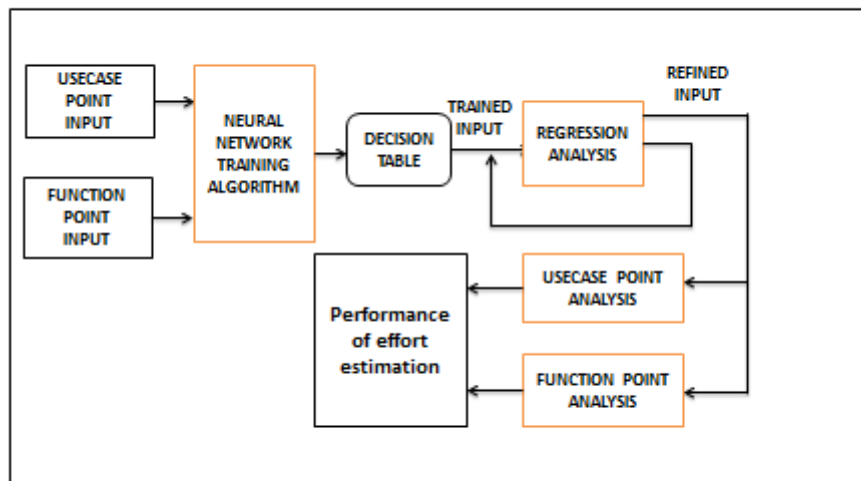 USECASE
POINT
INPUT
FUNCTION
POINT
INPUT
NEURAL
NETWORK
TRAINING
ALGORITHM
DECISION
TABLE
TRAINED
INPUT
REGRESSION
ANALYSIS
REFINED
INPUT
USECASE POINT
ANALYSIS
FUNCTION POINT
ANALYSIS
Performance
of effort
estimation